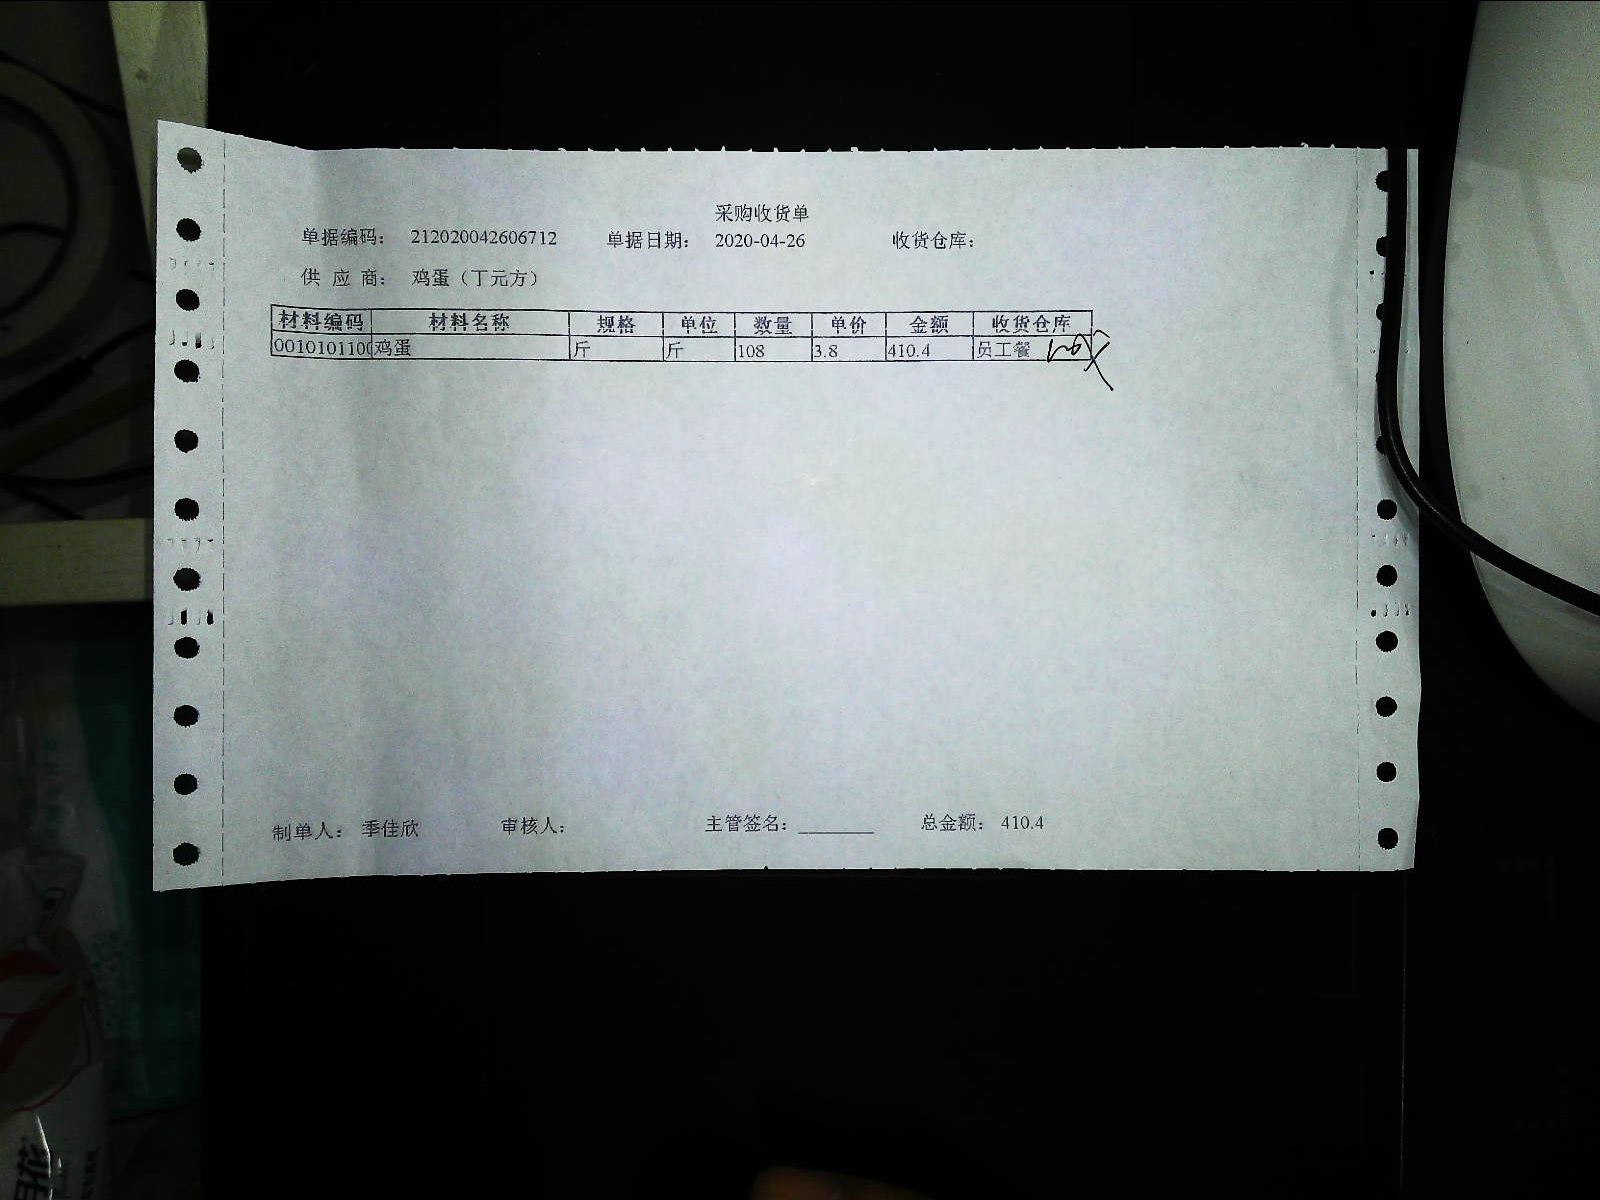 采购收货单
单据编码： 212020042606712 单据日期： 2020-04-26 收货仓库：
供 应 商： 鸡蛋（丁元方）
材料编码 材料名称 规格 单位 数量 单价 金额 收货仓库
0010101100 鸡蛋 斤 斤 108 3.8 410.4 员工餐
制单人： 季佳欣 审核人： 主管签名： 总金额： 410.4